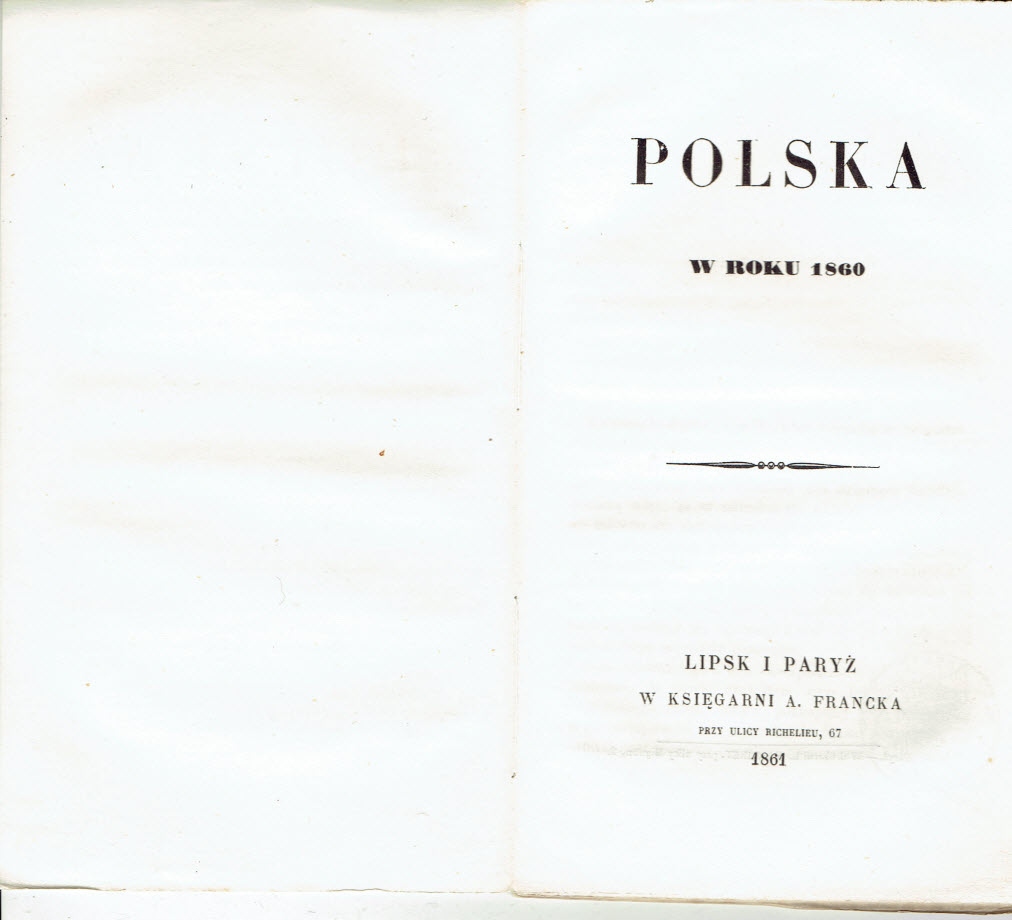 POLSKA
W ROKU 1860
LIPSK I PARYŻ
W KSIĘGARNI A. FRANCKA
PRZY ULICY RICHELIEU, 67
1861